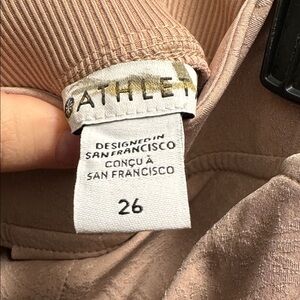 ATHLET
DESIGNED IN
SAN FRANCISCO
CONÇU À
SAN FRANCISCO
26